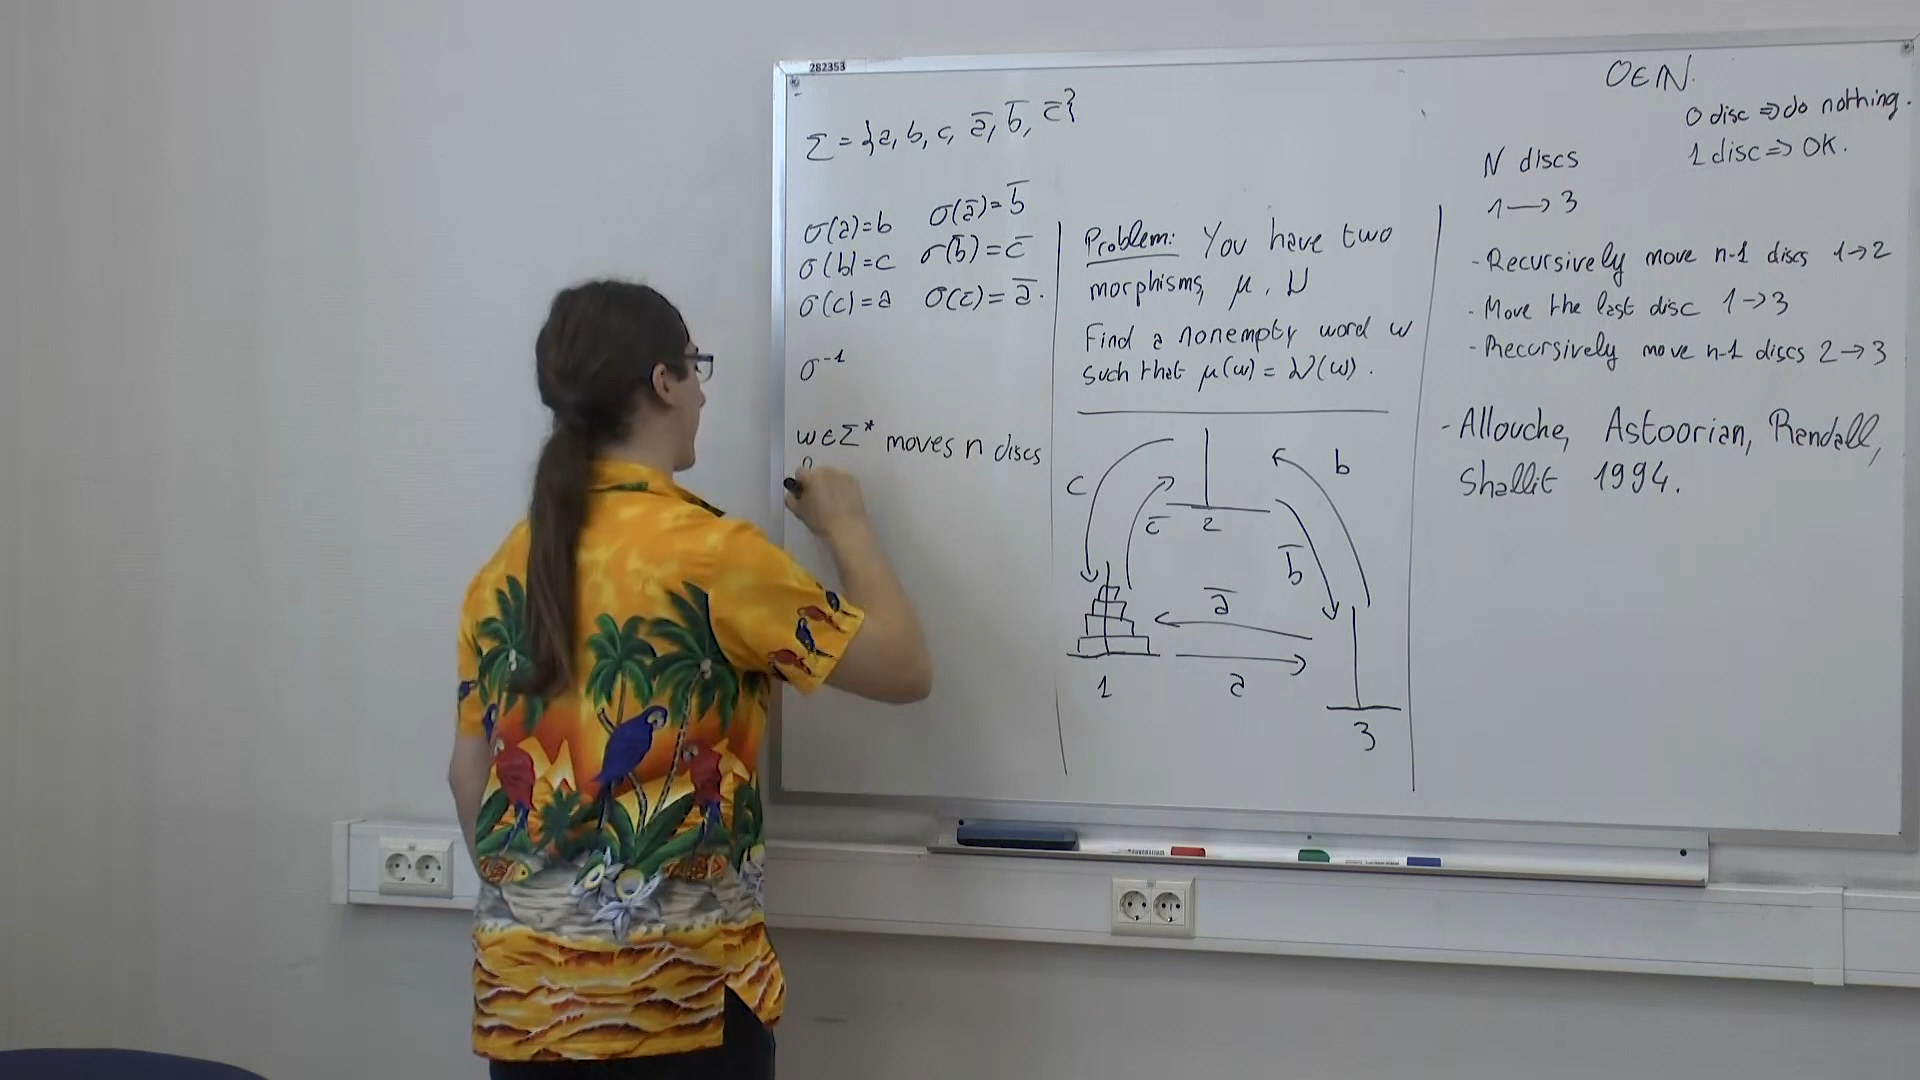 282353
Σ = {a, b, c, a̅, b̅, c̅}
σ(a)=b σ(a̅)=b̅
σ(b)=c σ(b̅)=c̅
σ(c)=a σ(c̅)=a̅.
σ⁻¹
w∈Σ* moves n discs
Problem: You have two
morphisms, μ, ν
Find a nonempty word w
such that μ(w) = ν(w).
c
c̅
2
b
b̅
a̅
a
1
3
0∈ℕ.
0 disc ⇒ do nothing.
1 disc ⇒ OK.
N discs
1 → 3
- Recursively move n-1 discs 1→2
- Move the last disc 1→3
- Recursively move n-1 discs 2→3
- Allouche, Astoorian, Randall,
Shallit 1994.